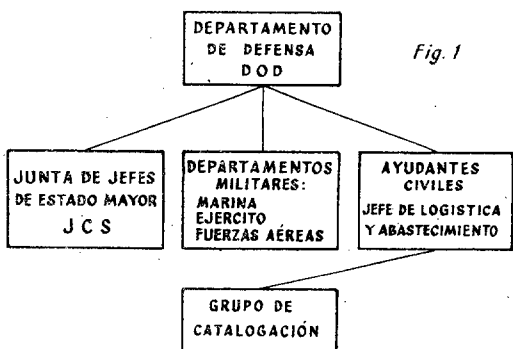 DEPARTAMENTO
DE DEFENSA
DOD
Fig. 1
JUNTA DE JEFES
DE ESTADO MAYOR
JCS
DEPARTAMENTOS
MILITARES:
MARINA
EJERCITO
FUERZAS AÉREAS
AYUDANTES
CIVILES
JEFE DE LOGISTICA
Y ABASTECIMIENTO
GRUPO DE
CATALOGACIÓN